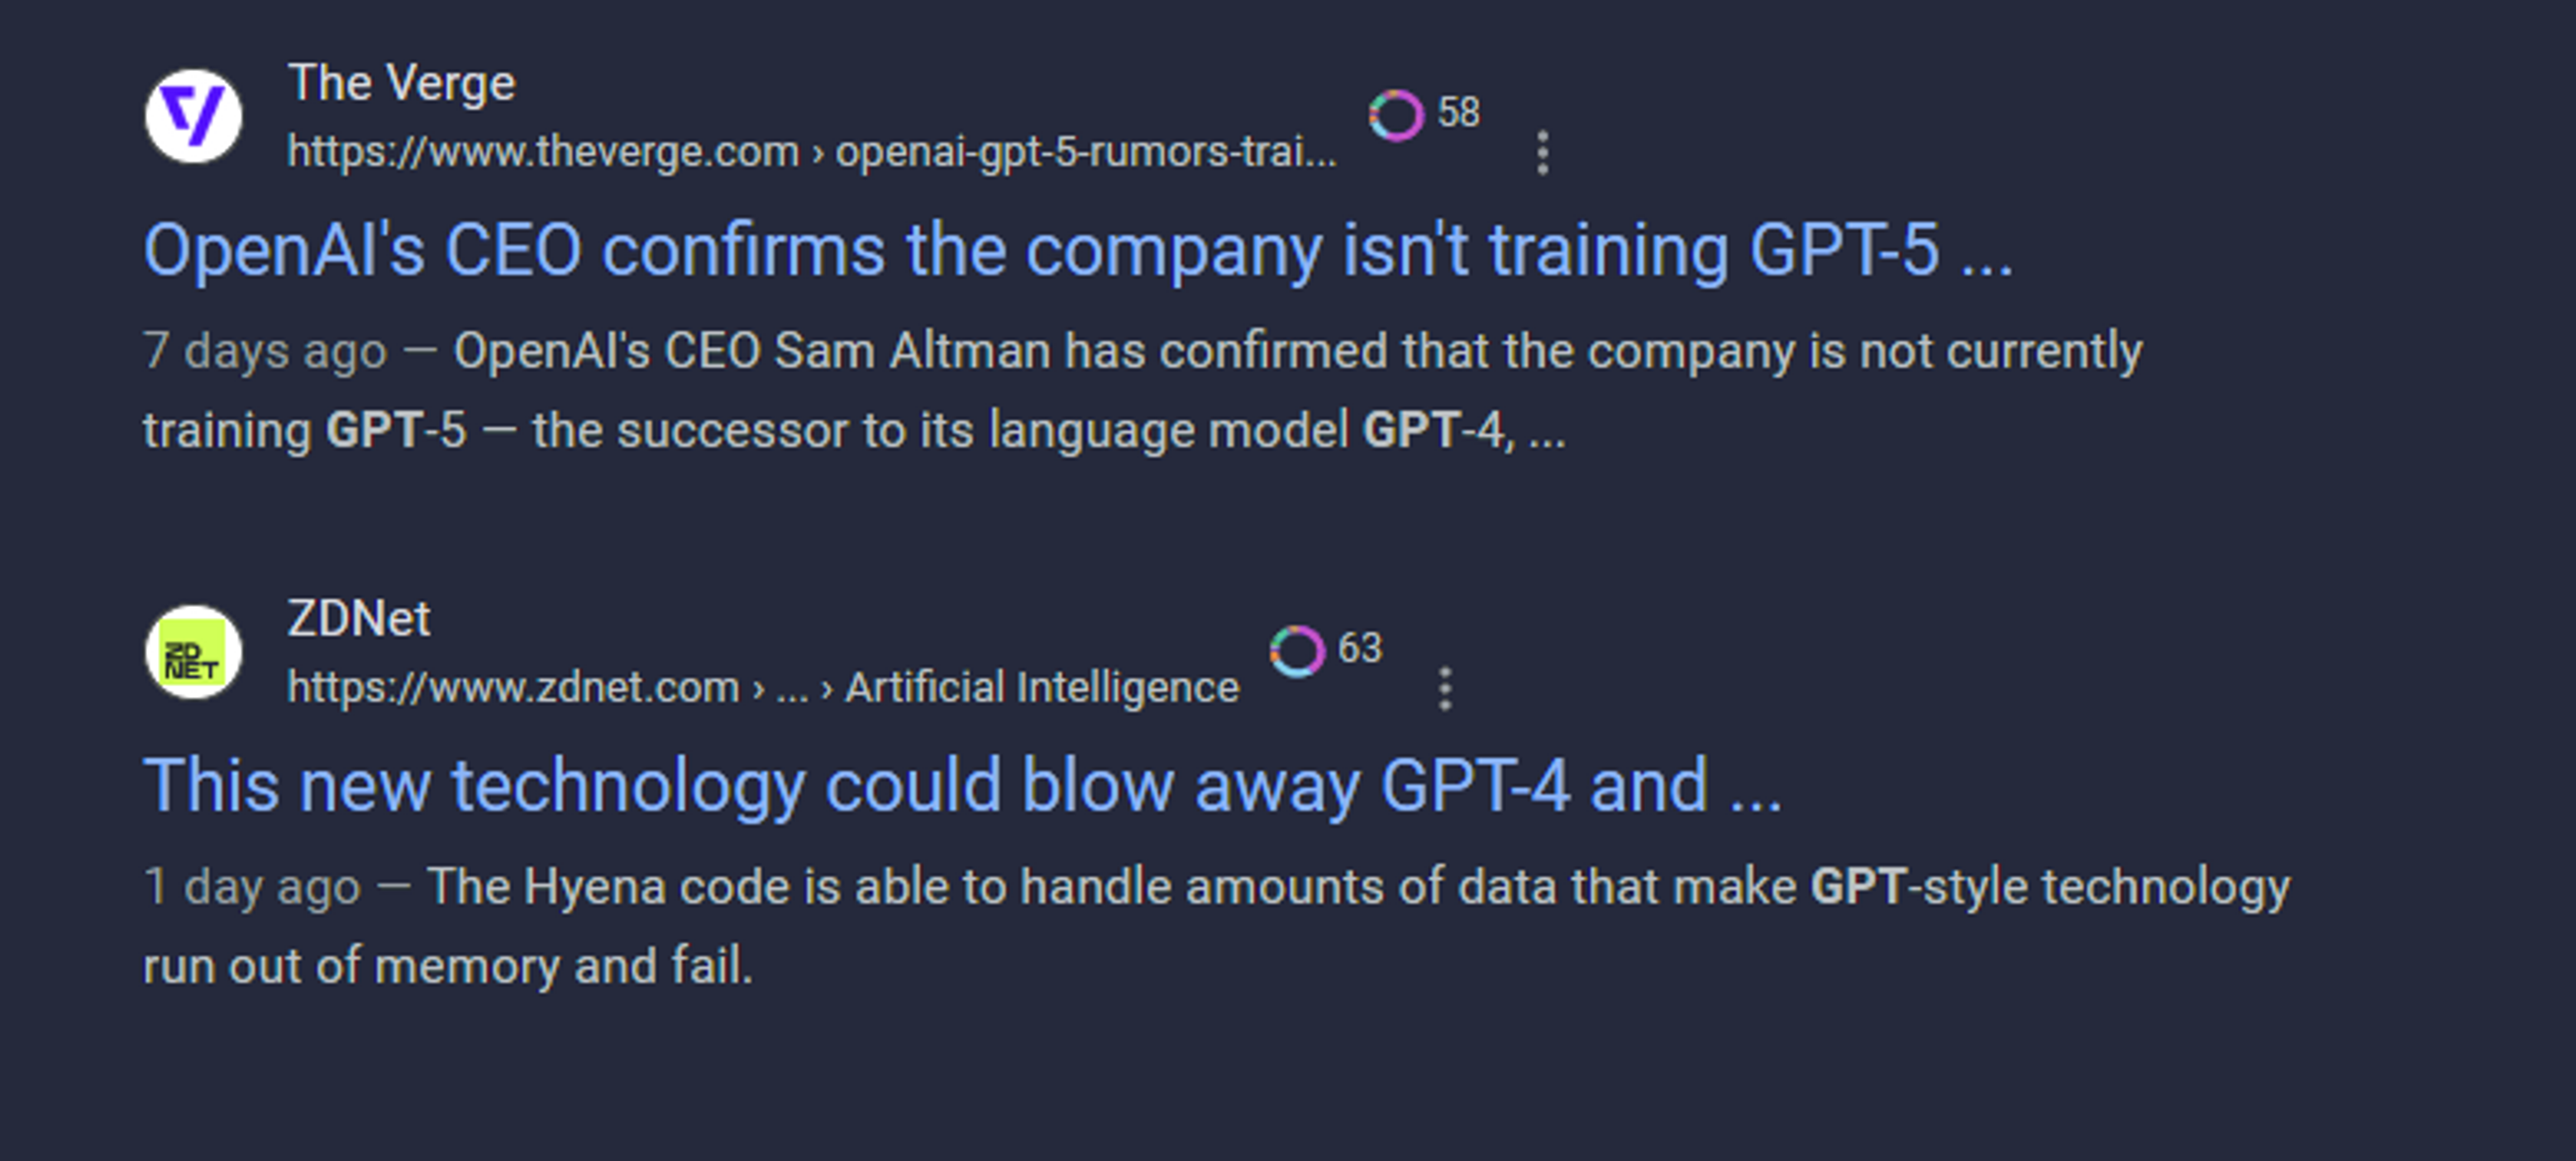 The Verge
https://www.theverge.com › openai-gpt-5-rumors-trai... 58
OpenAI's CEO confirms the company isn't training GPT-5 ...
7 days ago — OpenAI's CEO Sam Altman has confirmed that the company is not currently
training GPT-5 — the successor to its language model GPT-4, ...
ZD
NET
ZDNet
https://www.zdnet.com › ... › Artificial Intelligence 63
This new technology could blow away GPT-4 and ...
1 day ago — The Hyena code is able to handle amounts of data that make GPT-style technology
run out of memory and fail.